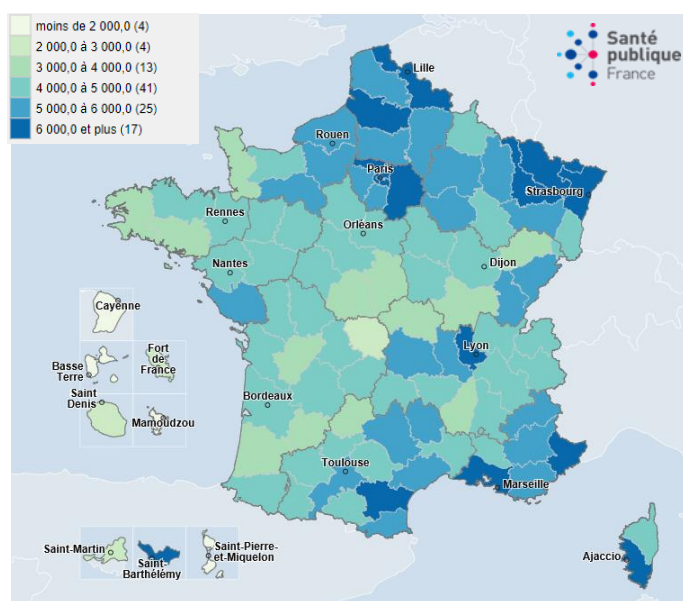 moins de 2 000,0 (4)
2 000,0 à 3 000,0 (4)
3 000,0 à 4 000,0 (13)
4 000,0 à 5 000,0 (41)
5 000,0 à 6 000,0 (25)
6 000,0 et plus (17)
Santé
publique
France
Lille
Rouen
Paris
Strasbourg
Rennes
Orléans
Nantes
Dijon
Cayenne
Lyon
Basse
Terre
Fort
de
France
Saint
Denis
Mamoudzou
Bordeaux
Toulouse
Marseille
Saint-Martin
Saint-
Barthélémy
Saint-Pierre-
et-Miquelon
Ajaccio